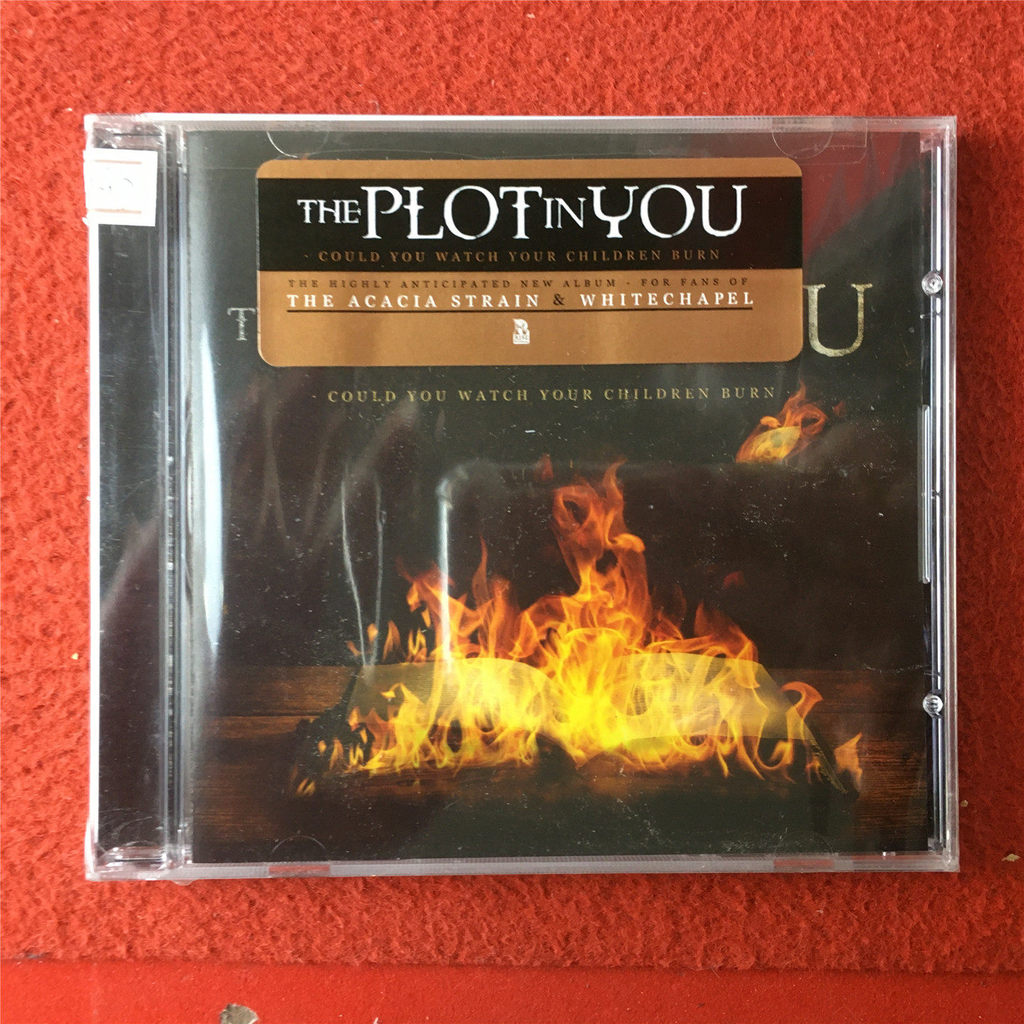 THE PLOT IN YOU
· COULD YOU WATCH YOUR CHILDREN BURN ·
THE HIGHLY ANTICIPATED NEW ALBUM - FOR FANS OF
THE ACACIA STRAIN & WHITECHAPEL
RISE
T U
· COULD YOU WATCH YOUR CHILDREN BURN ·